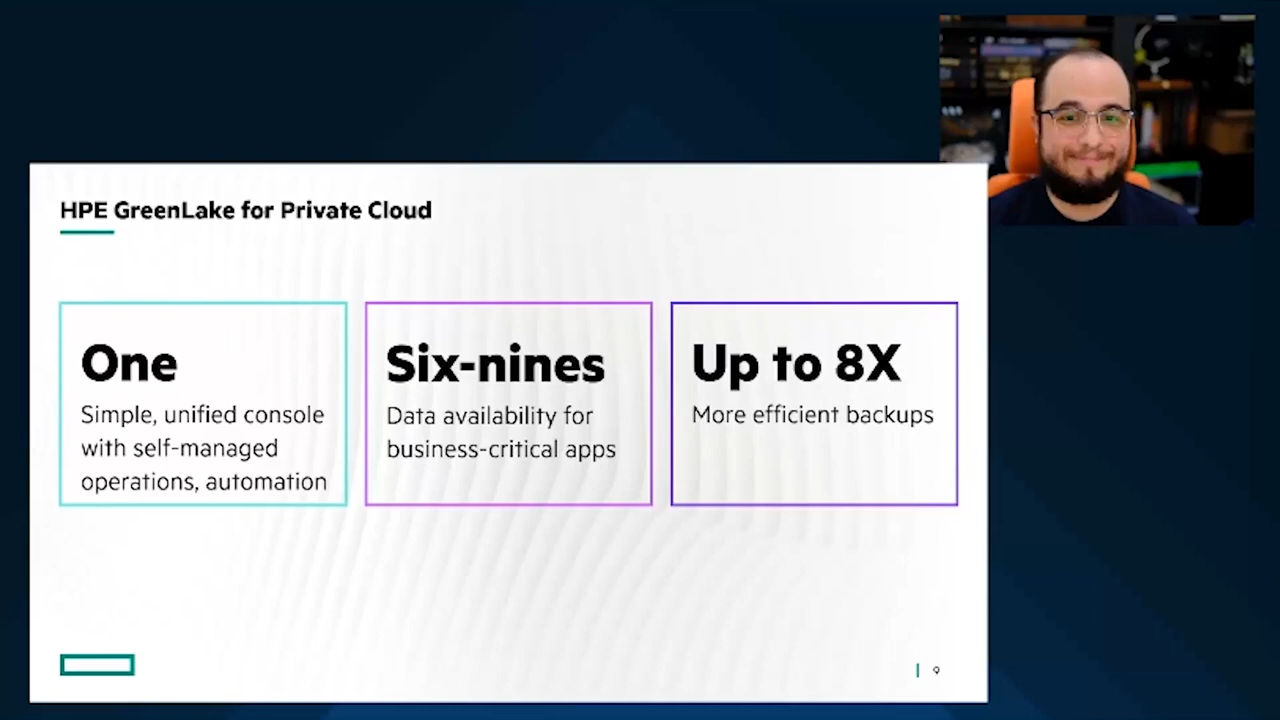 HPE GreenLake for Private Cloud
One
Simple, unified console
with self-managed
operations, automation
Six-nines
Data availability for
business-critical apps
Up to 8X
More efficient backups
9